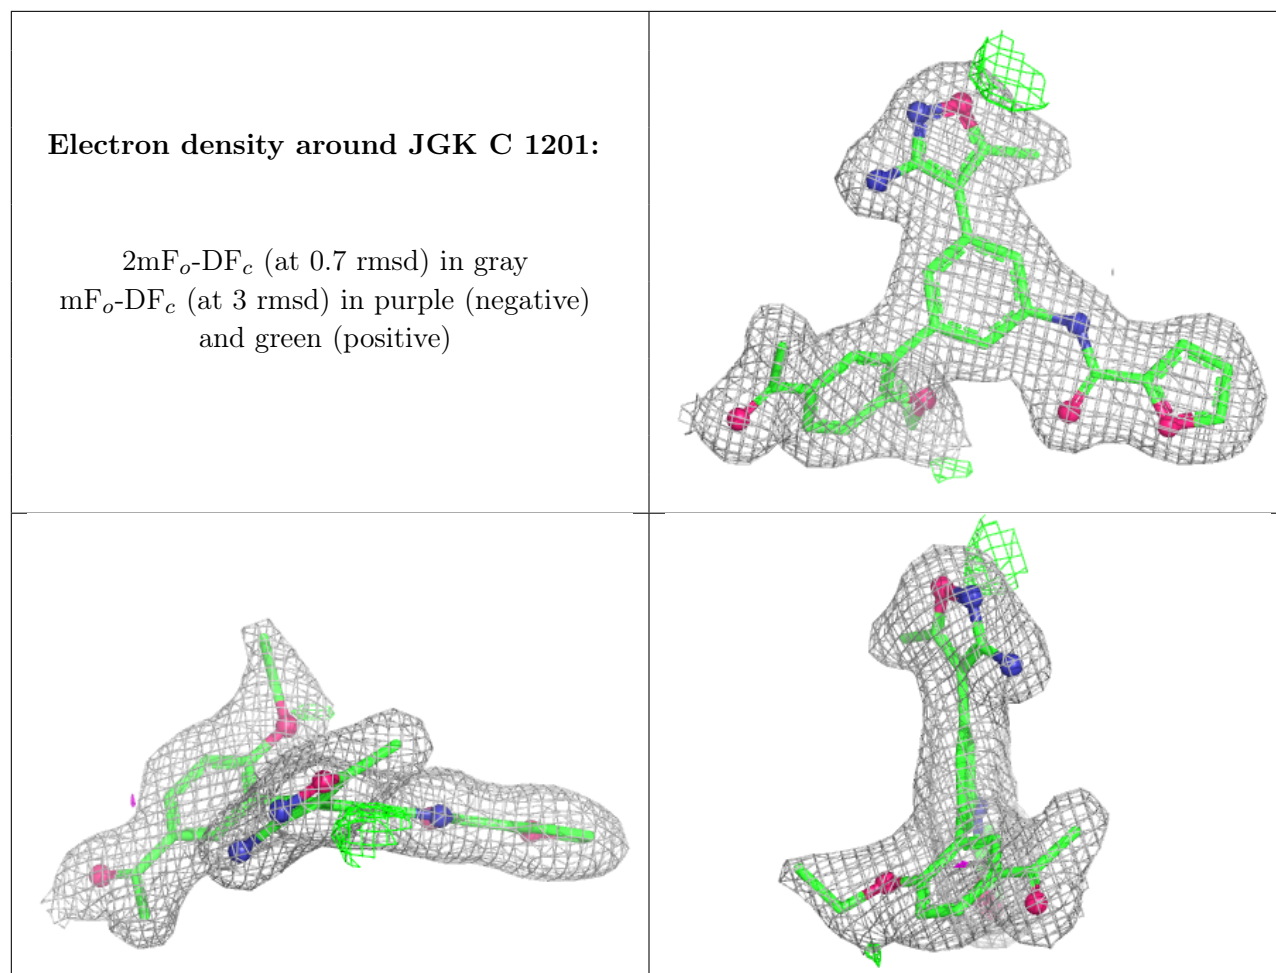 Electron density around JGK C 1201:
2mFo-DFc (at 0.7 rmsd) in gray
mFo-DFc (at 3 rmsd) in purple (negative)
and green (positive)